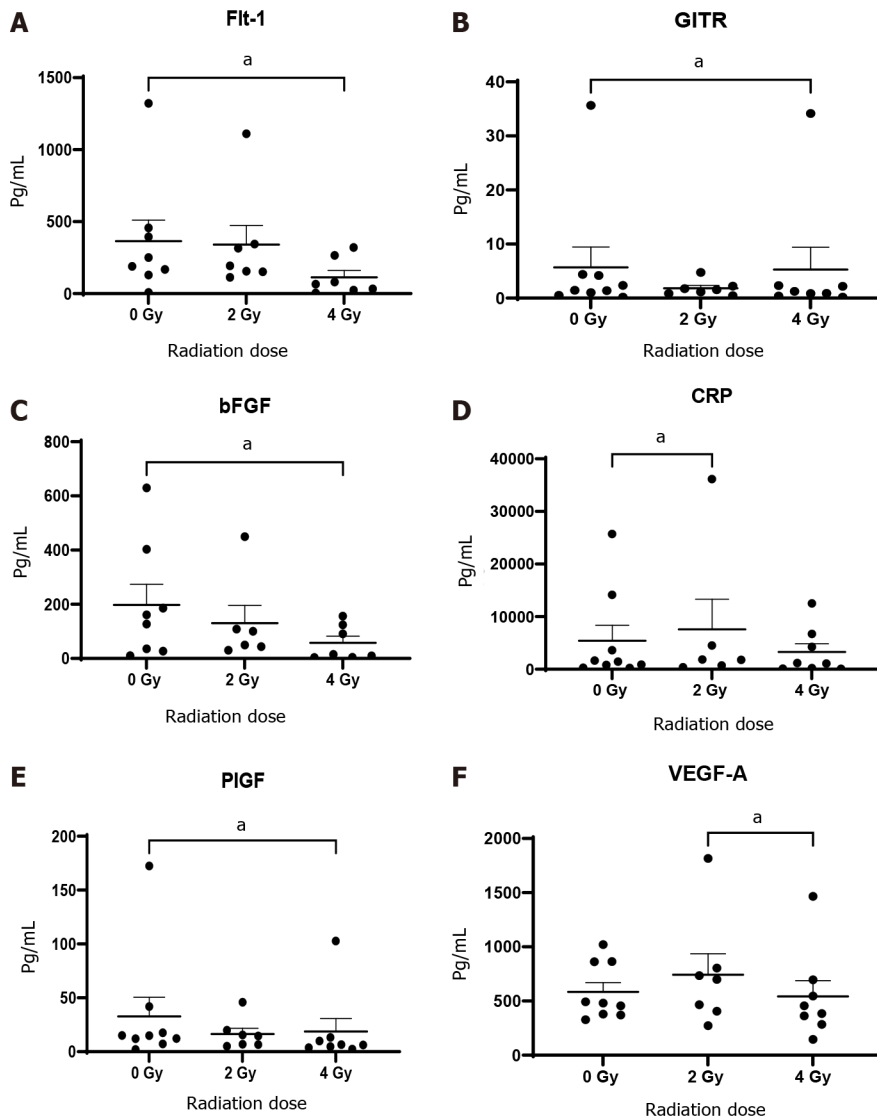 A
Flt-1
a
1500
1000
500
0
Pg/mL
0 Gy 2 Gy 4 Gy
Radiation dose
B
GITR
a
40
30
20
10
0
Pg/mL
0 Gy 2 Gy 4 Gy
Radiation dose
C
bFGF
a
800
600
400
200
0
Pg/mL
0 Gy 2 Gy 4 Gy
Radiation dose
D
CRP
a
40000
30000
20000
10000
0
Pg/mL
0 Gy 2 Gy 4 Gy
Radiation dose
E
PlGF
a
200
150
100
50
0
Pg/mL
0 Gy 2 Gy 4 Gy
Radiation dose
F
VEGF-A
a
2000
1500
1000
500
0
Pg/mL
0 Gy 2 Gy 4 Gy
Radiation dose